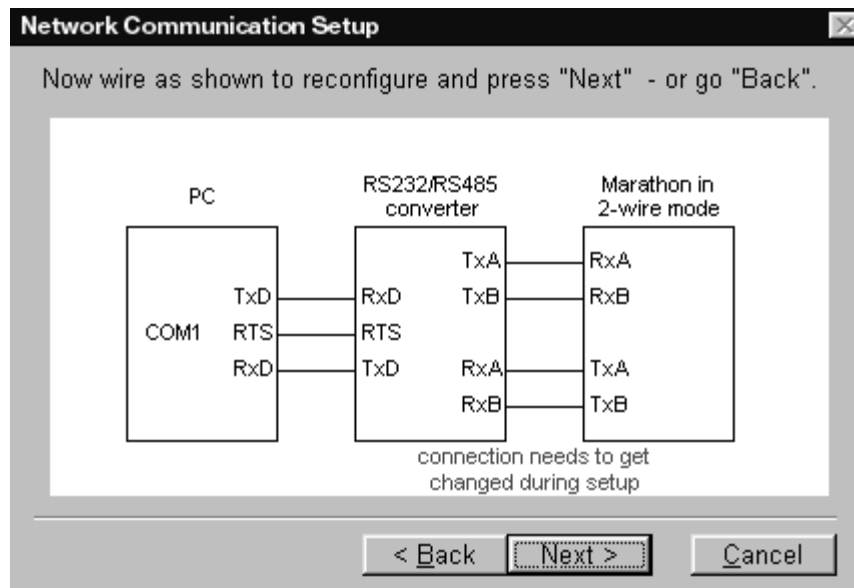 Network Communication Setup
Now wire as shown to reconfigure and press "Next" - or go "Back".
PC
RS232/RS485
converter
Marathon in
2-wire mode
TxA RxA
TxD RxD TxB RxB
COM1 RTS RTS
RxD TxD RxA TxA
RxB TxB
connection needs to get
changed during setup
< Back Next > Cancel